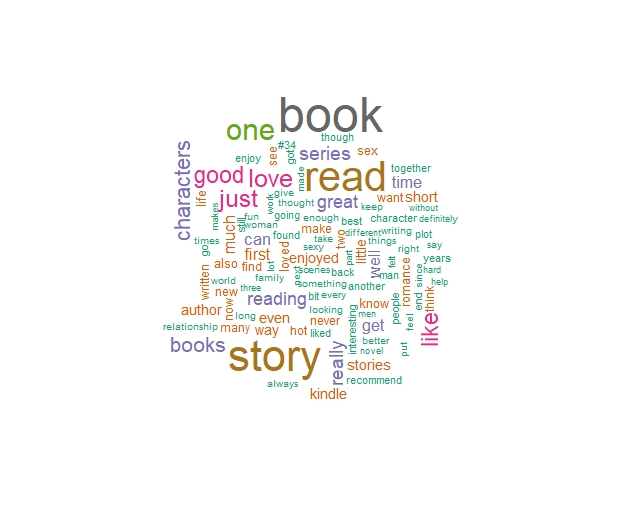 book
one
though
#34
characters
enjoy
see
got
series
sex
good
love
made
read
together
time
life
just
work
give
thought
great
keep
want
short
without
makes
still
fun
woman
going
enough
best
character
definitely
much
can
found
make
take
two
different
writing
plot
times
go
first
loved
sexy
part
little
things
well
right
say
also
find
lot
enjoyed
felt
years
written
world
family
next
scenes
back
man
romance
since
hard
new
three
something
another
help
reading
bit
every
people
end
think
author
now
long
even
looking
know
men
feel
like
relationship
many
way
hot
never
interesting
get
books
story
liked
really
better
novel
put
stories
always
recommend
kindle